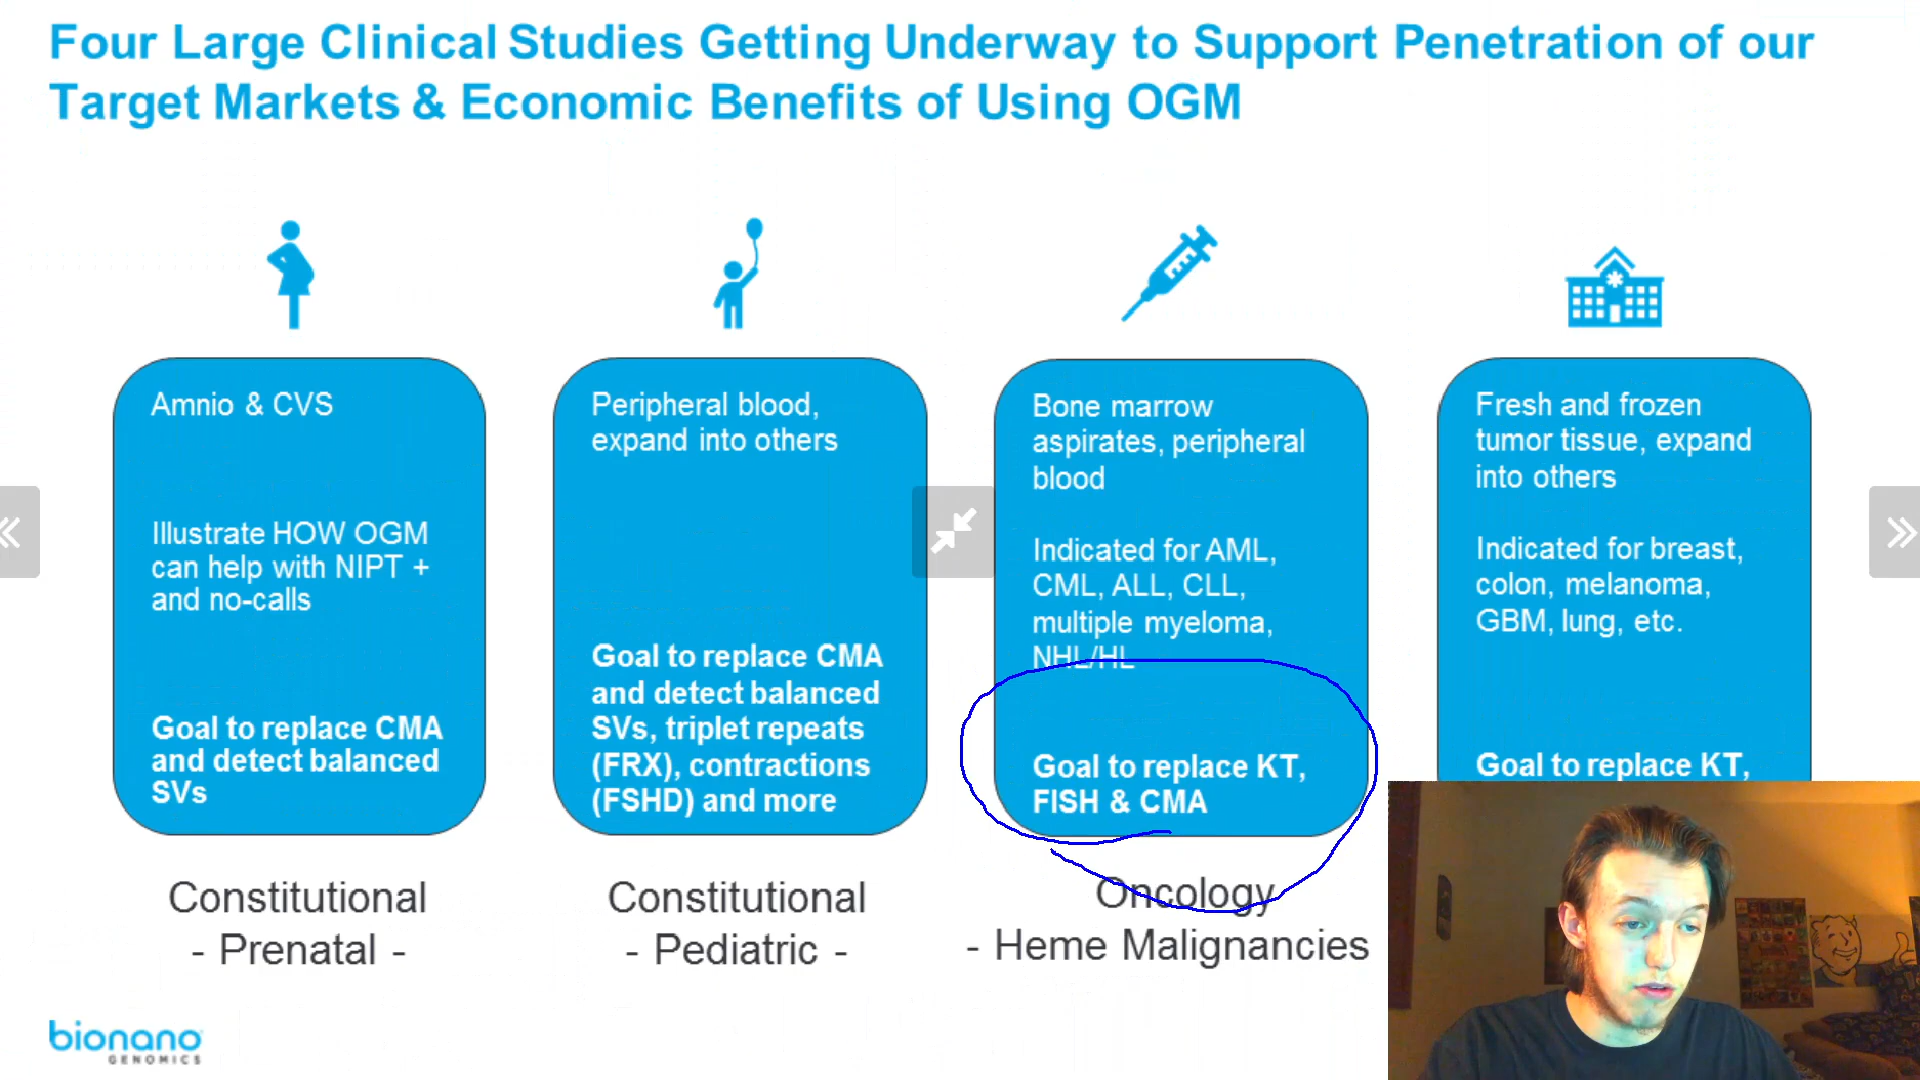 Four Large Clinical Studies Getting Underway to Support Penetration of our
Target Markets & Economic Benefits of Using OGM
Amnio & CVS
Illustrate HOW OGM
can help with NIPT +
and no-calls
Goal to replace CMA
and detect balanced
SVs
Constitutional
- Prenatal -
Peripheral blood,
expand into others
Goal to replace CMA
and detect balanced
SVs, triplet repeats
(FRX), contractions
(FSHD) and more
Constitutional
- Pediatric -
Bone marrow
aspirates, peripheral
blood
Indicated for AML,
CML, ALL, CLL,
multiple myeloma,
NHL/HL
Goal to replace KT,
FISH & CMA
Oncology
- Heme Malignancies
Fresh and frozen
tumor tissue, expand
into others
Indicated for breast,
colon, melanoma,
GBM, lung, etc.
Goal to replace KT,
bionano
GENOMICS